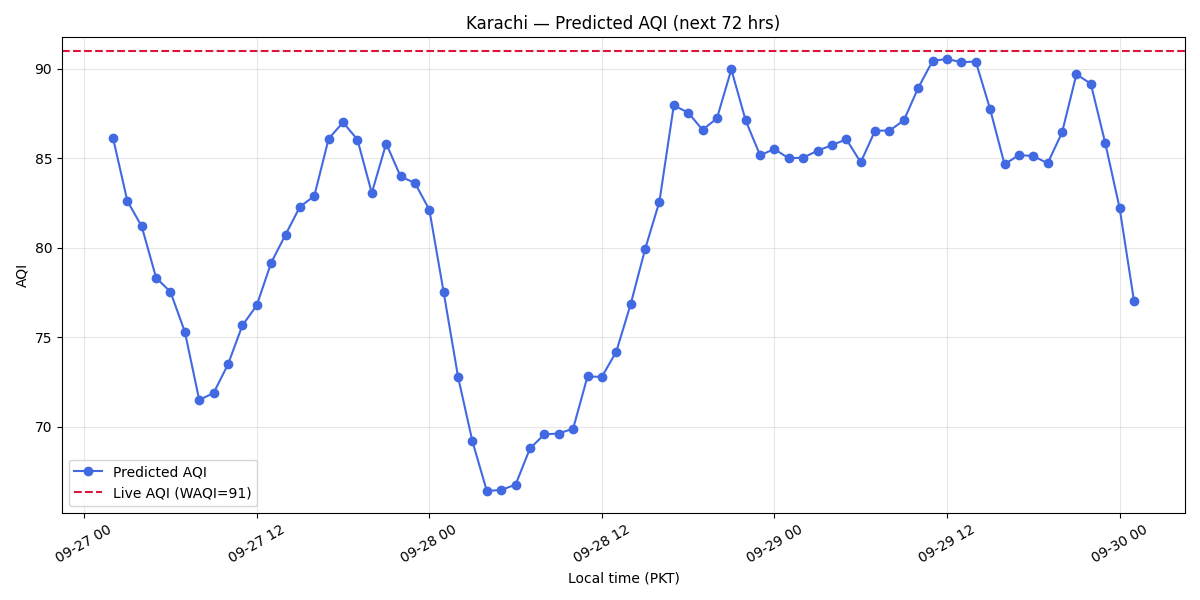 Karachi — Predicted AQI (next 72 hrs)
AQI
90
85
80
75
70
Predicted AQI
Live AQI (WAQI=91)
09-27 00
09-27 12
09-28 00
09-28 12
09-29 00
09-29 12
09-30 00
Local time (PKT)